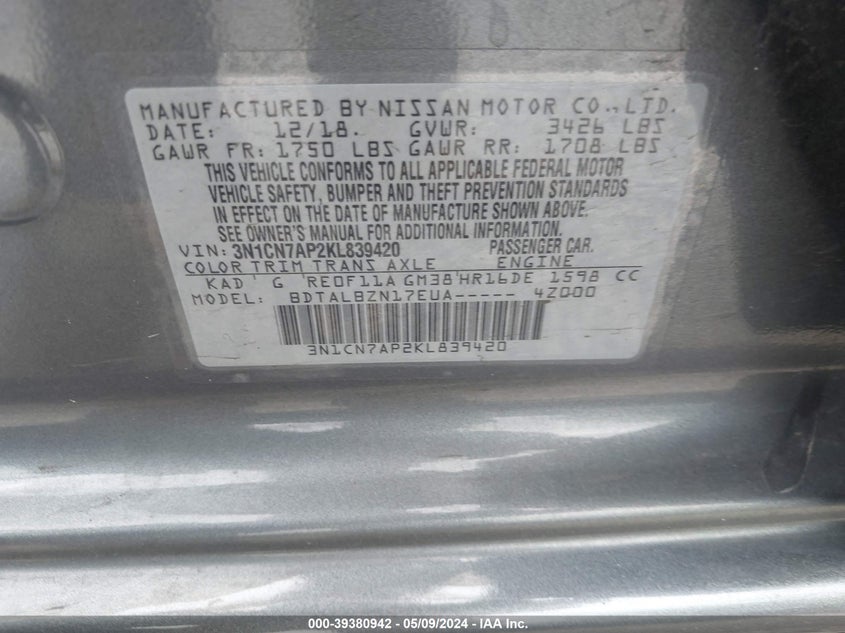 MANUFACTURED BY NISSAN MOTOR CO.,LTD.
DATE: 12/18. GVWR: 3426 LBS
GAWR FR: 1750 LBS GAWR RR: 1708 LBS
THIS VEHICLE CONFORMS TO ALL APPLICABLE FEDERAL MOTOR
VEHICLE SAFETY, BUMPER AND THEFT PREVENTION STANDARDS
IN EFFECT ON THE DATE OF MANUFACTURE SHOWN ABOVE.
SEE OWNER'S MANUAL FOR ADDITIONAL INFORMATION.
VIN: 3N1CN7AP2KL839420 PASSENGER CAR.
COLOR TRIM TRANS AXLE ENGINE
KAD ' G 'RE0F11A GM38'HR16DE 1598 CC
MODEL: BDTALBZN17EUA----- 4Z000
3N1CN7AP2KL839420
000-39380942 - 05/09/2024 - IAA Inc.